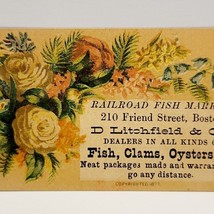 RAILROAD FISH MAR
210 Friend Street, Bosto
D Litchfield & C
DEALERS IN ALL KINDS O
Fish, Clams, Oysters
Neat packages made and warran
go any distance.